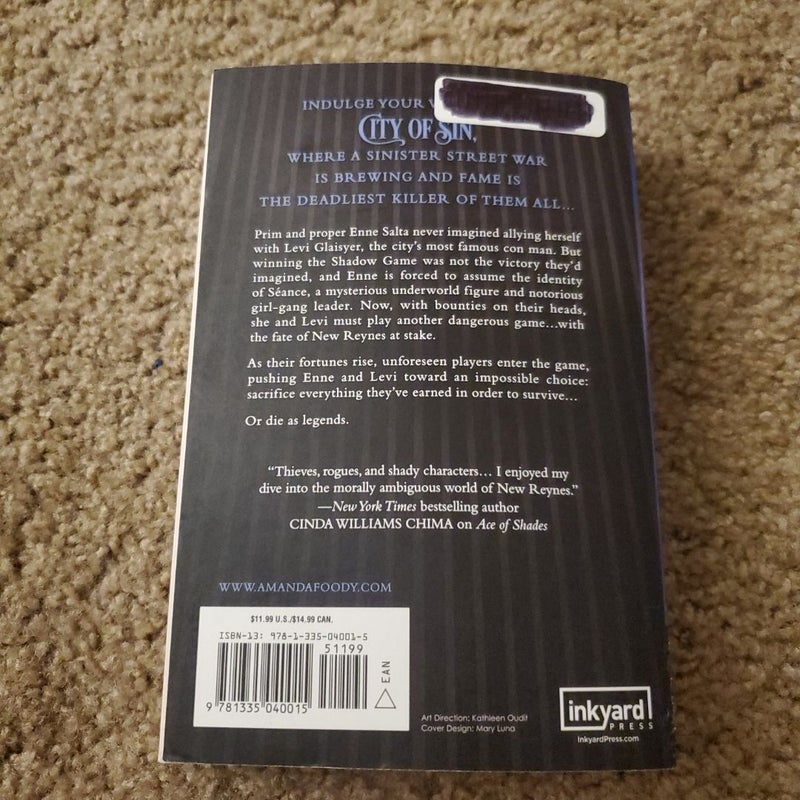 INDULGE YOUR
CITY OF SIN,
WHERE A SINISTER STREET WAR
IS BREWING AND FAME IS
THE DEADLIEST KILLER OF THEM ALL...
Prim and proper Enne Salta never imagined allying herself
with Levi Glaisyer, the city's most famous con man. But
winning the Shadow Game was not the victory they'd
imagined, and Enne is forced to assume the identity
of Séance, a mysterious underworld figure and notorious
girl-gang leader. Now, with bounties on their heads,
she and Levi must play another dangerous game...with
the fate of New Reynes at stake.
As their fortunes rise, unforeseen players enter the game,
pushing Enne and Levi toward an impossible choice:
sacrifice everything they've earned in order to survive...
Or die as legends.
“Thieves, rogues, and shady characters... I enjoyed my
dive into the morally ambiguous world of New Reynes.”
—New York Times bestselling author
CINDA WILLIAMS CHIMA on Ace of Shades
WWW.AMANDAFOODY.COM
$11.99 U.S./$14.99 CAN.
ISBN-13: 978-1-335-04001-5
51199
EAN
9 781335 040015
Art Direction: Kathleen Oudit
Cover Design: Mary Luna
inkyard
PRESS
InkyardPress.com